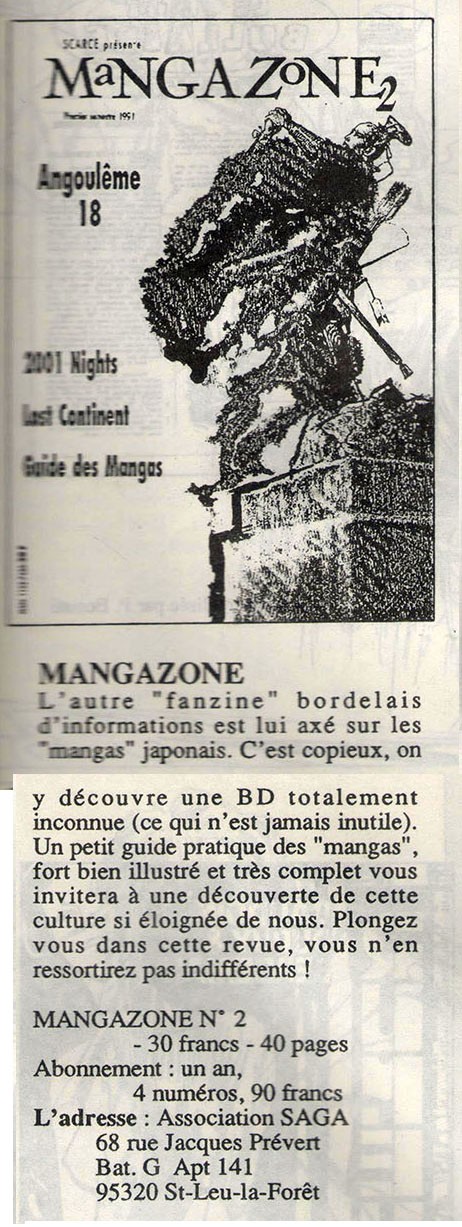 SCARCE présente
MaNGA ZoNE2
Premier semestre 1991
Angoulême
18
2001 Nights
Last Continent
Guide des Mangas
MANGAZONE
L'autre "fanzine" bordelais
d'informations est lui axé sur les
"mangas" japonais. C'est copieux, on
y découvre une BD totalement
inconnue (ce qui n'est jamais inutile).
Un petit guide pratique des "mangas",
fort bien illustré et très complet vous
invitera à une découverte de cette
culture si éloignée de nous. Plongez
vous dans cette revue, vous n'en
ressortirez pas indifférents !
MANGAZONE N° 2
- 30 francs - 40 pages
Abonnement : un an,
4 numéros, 90 francs
L'adresse : Association SAGA
68 rue Jacques Prévert
Bat. G Apt 141
95320 St-Leu-la-Forêt